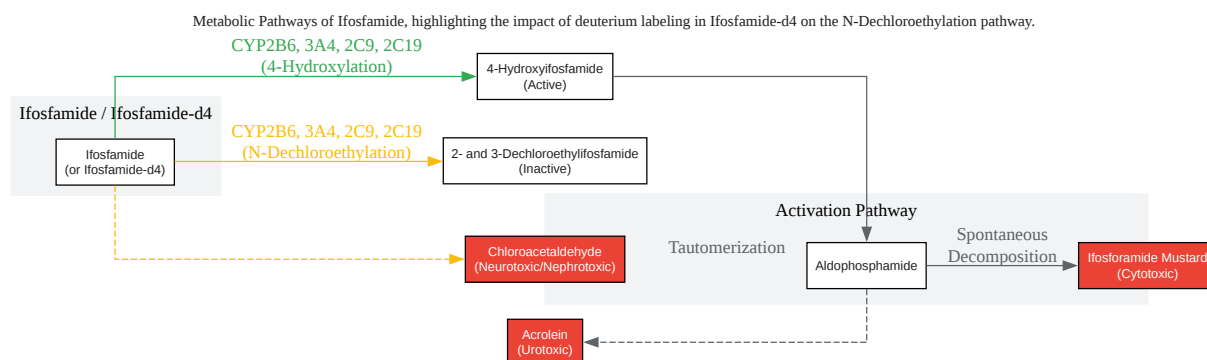 Metabolic Pathways of Ifosfamide, highlighting the impact of deuterium labeling in Ifosfamide-d4 on the N-Dechloroethylation pathway.
CYP2B6, 3A4, 2C9, 2C19
(4-Hydroxylation)
4-Hydroxyifosfamide
(Active)
Ifosfamide / Ifosfamide-d4
Ifosfamide
(or Ifosfamide-d4)
CYP2B6, 3A4, 2C9, 2C19
(N-Dechloroethylation)
2- and 3-Dechloroethylifosfamide
(Inactive)
Chloroacetaldehyde
(Neurotoxic/Nephrotoxic)
Activation Pathway
Tautomerization
Aldophosphamide
Spontaneous
Decomposition
Ifosforamide Mustard
(Cytotoxic)
Acrolein
(Urotoxic)